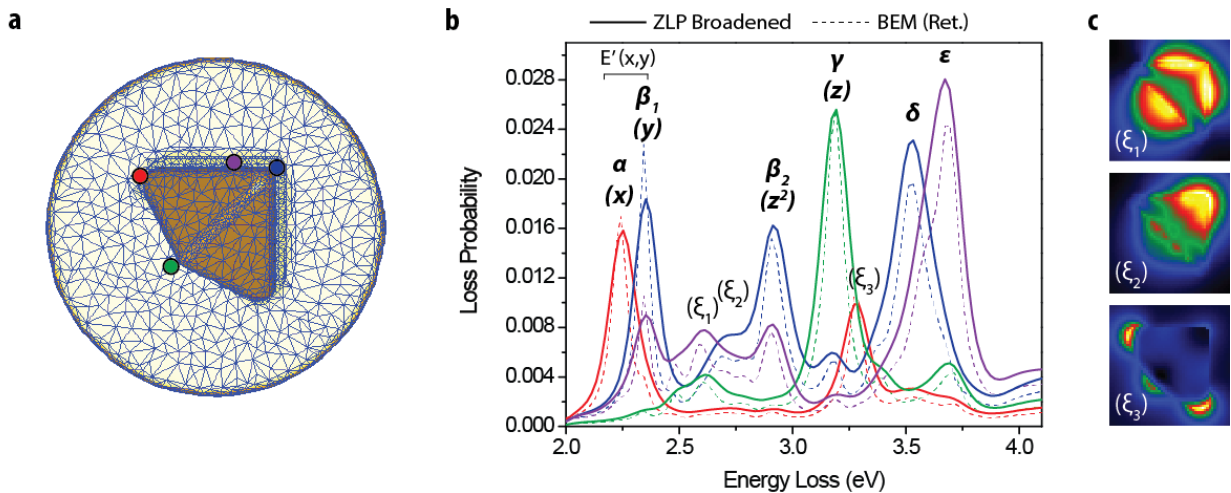 a
b
c
ZLP Broadened
BEM (Ret.)
E'(x,y)
α
(x)
β₁
(y)
(ξ₁)
(ξ₂)
β₂
(z²)
γ
(z)
(ξ₃)
δ
ε
Loss Probability
0.028
0.024
0.020
0.016
0.012
0.008
0.004
0.000
2.0
2.5
3.0
3.5
4.0
Energy Loss (eV)
(ξ₁)
(ξ₂)
(ξ₃)